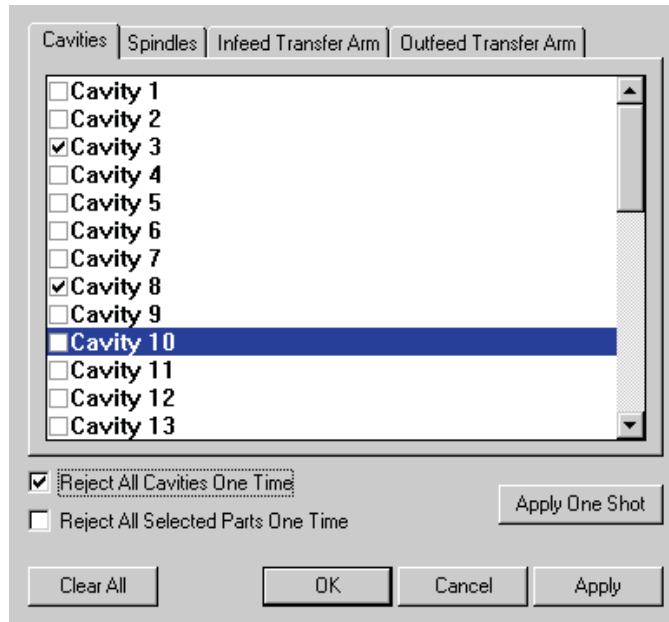 Cavities Spindles Infeed Transfer Arm Outfeed Transfer Arm
Cavity 1
Cavity 2
Cavity 3
Cavity 4
Cavity 5
Cavity 6
Cavity 7
Cavity 8
Cavity 9
Cavity 10
Cavity 11
Cavity 12
Cavity 13
Reject All Cavities One Time
Apply One Shot
Reject All Selected Parts One Time
Clear All OK Cancel Apply